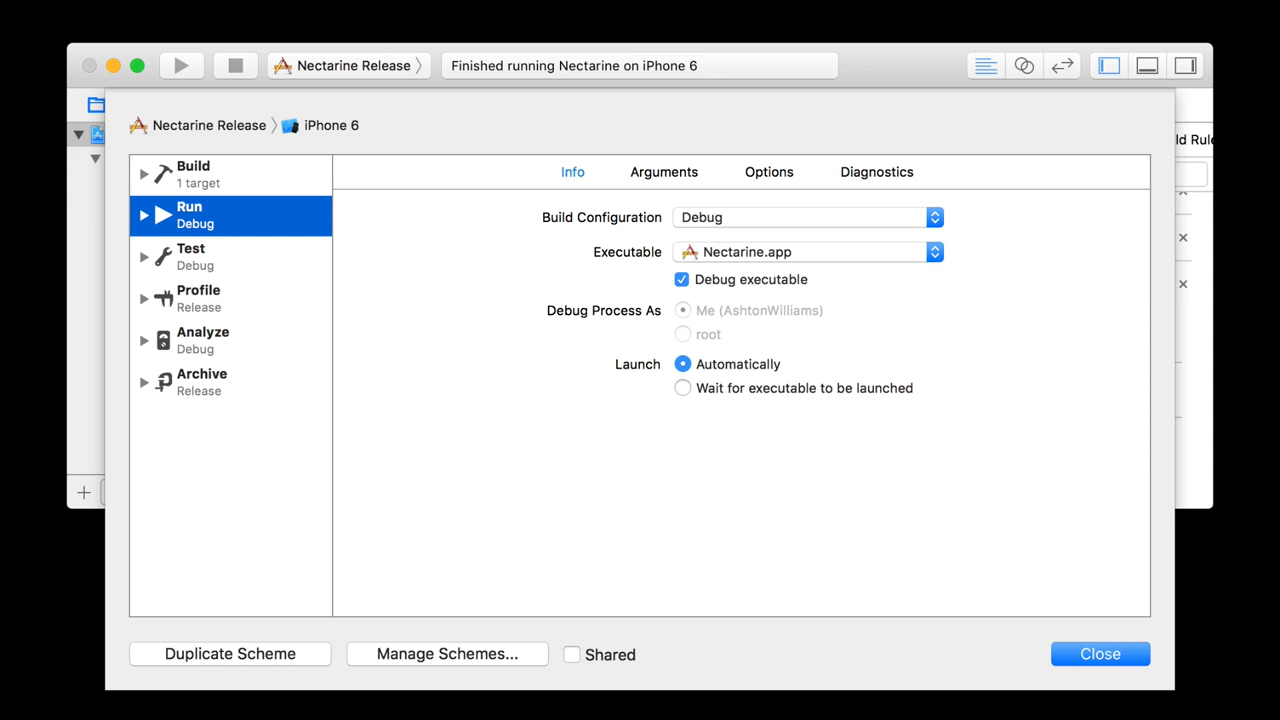 Nectarine Release
Finished running Nectarine on iPhone 6
Nectarine Release
iPhone 6
ld Rul
Build
1 target
Run
Debug
Test
Debug
Profile
Release
Analyze
Debug
Archive
Release
Info
Arguments
Options
Diagnostics
Build Configuration
Debug
Executable
Nectarine.app
Debug executable
Debug Process As
Me (AshtonWilliams)
root
Launch
Automatically
Wait for executable to be launched
Duplicate Scheme
Manage Schemes...
Shared
Close